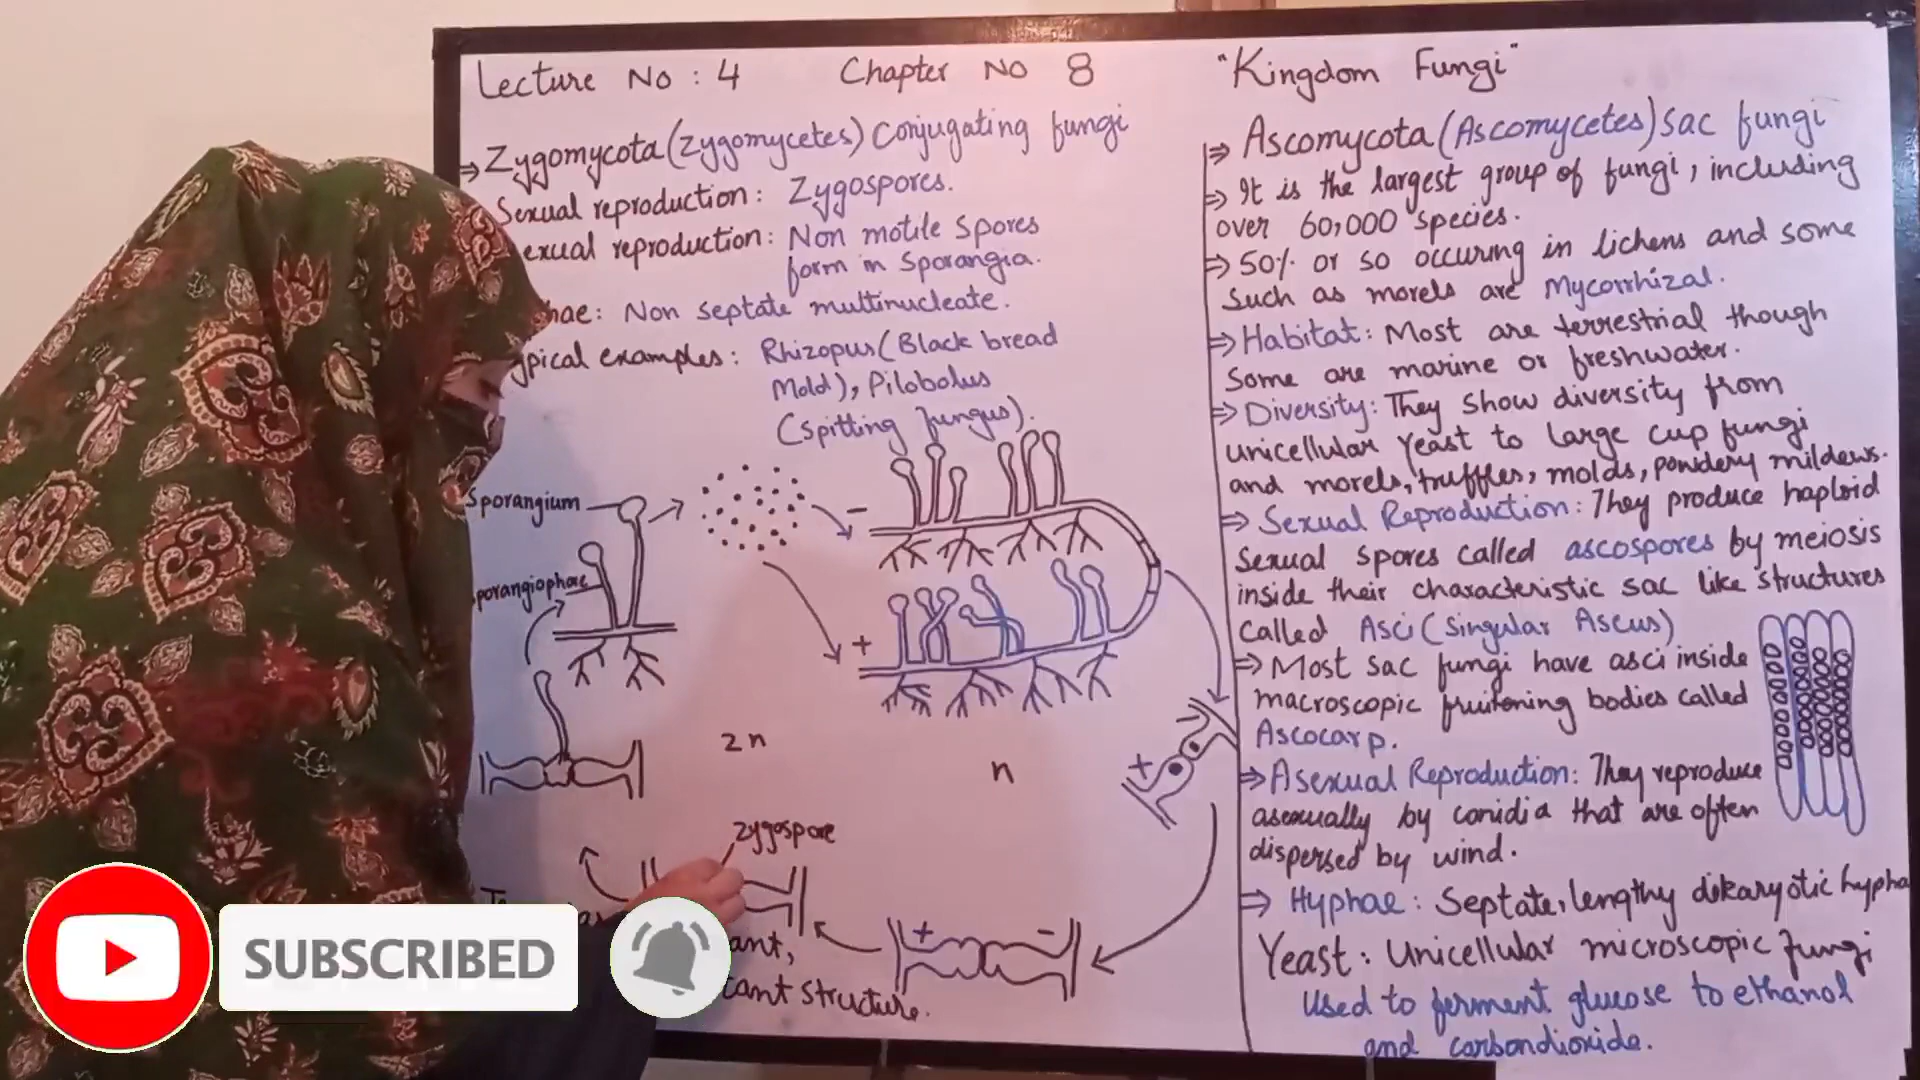 Lecture No : 4 Chapter No 8 "Kingdom Fungi"
⇒ Zygomycota (Zygomycetes) Conjugating fungi
Sexual reproduction : Zygospores.
exual reproduction : Non motile spores
form in sporangia.
hae: Non septate multinucleate.
ypical examples : Rhizopus (Black bread
Mold), Pilobolus
(Spitting fungus).
Sporangium
porangiophore
-
+
2n
n
-
+
zygospore
+ -
ant,
tant structure.
⇒ Ascomycota (Ascomycetes) sac fungi
⇒ It is the largest group of fungi, including
over 60,000 species.
⇒ 50% or so occuring in lichens and some
such as morels are Mycorrhizal.
⇒ Habitat : Most are terrestrial though
some are marine or freshwater.
⇒ Diversity : They show diversity from
unicellular yeast to large cup fungi
and morels, truffles, molds, powdery mildews.
⇒ Sexual Reproduction : They produce haploid
sexual spores called ascospores by meiosis
inside their characteristic sac like structures
called Asci (singular Ascus)
⇒ Most sac fungi have asci inside
macroscopic bodies called
Ascocarp.
⇒ Asexual Reproduction : They reproduce
asexually by conidia that are often
dispersed by wind.
⇒ Hyphae : Septate, lengthy dikaryotic hypha
Yeast : Unicellular microscopic fungi
used to ferment glucose to ethanol
and carbondioxide.
SUBSCRIBED